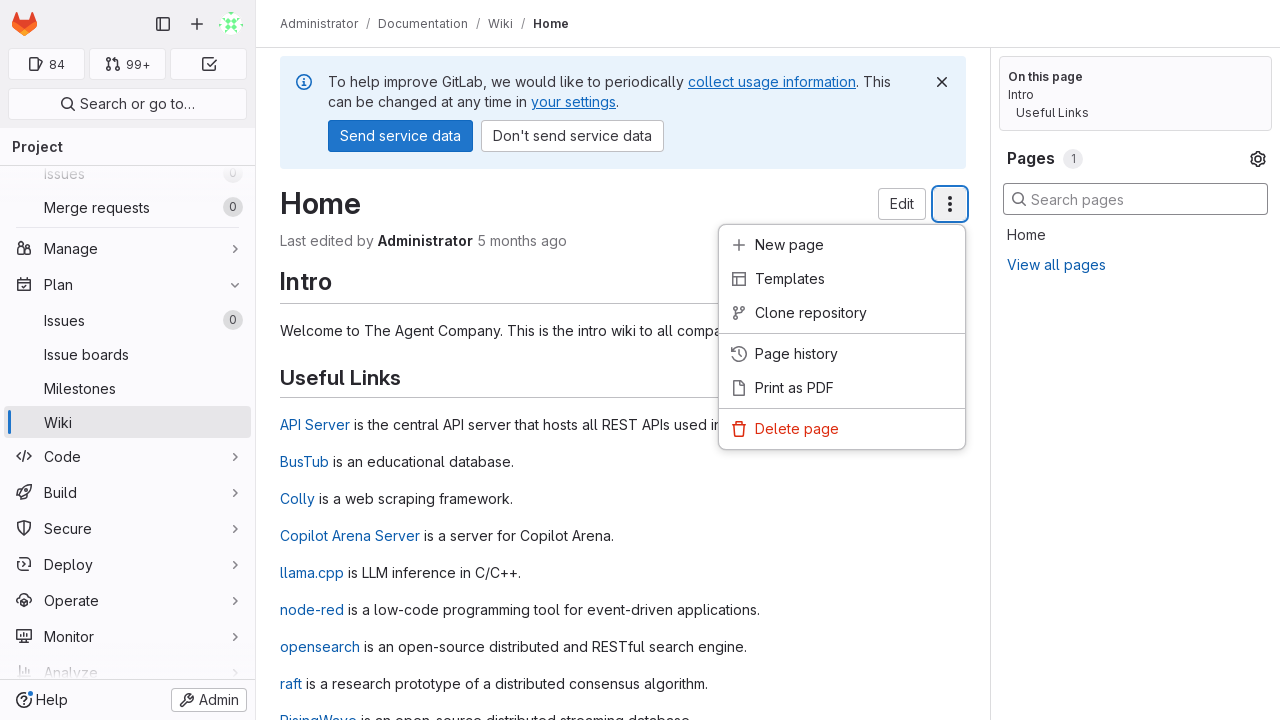 Administrator / Documentation / Wiki / Home
84
99+
Search or go to…
Project
Issues 0
Merge requests 0
Manage
Plan
Issues 0
Issue boards
Milestones
Wiki
Code
Build
Secure
Deploy
Operate
Monitor
Analyze
Help
Admin
To help improve GitLab, we would like to periodically collect usage information. This
can be changed at any time in your settings.
Send service data
Don't send service data
Home
Edit
Last edited by Administrator 5 months ago
New page
Templates
Clone repository
Page history
Print as PDF
Delete page
Intro
Welcome to The Agent Company. This is the intro wiki to all compa
Useful Links
API Server is the central API server that hosts all REST APIs used in
BusTub is an educational database.
Colly is a web scraping framework.
Copilot Arena Server is a server for Copilot Arena.
llama.cpp is LLM inference in C/C++.
node-red is a low-code programming tool for event-driven applications.
opensearch is an open-source distributed and RESTful search engine.
raft is a research prototype of a distributed consensus algorithm.
RisingWave is an open-source distributed streaming database.
On this page
Intro
Useful Links
Pages 1
Search pages
Home
View all pages